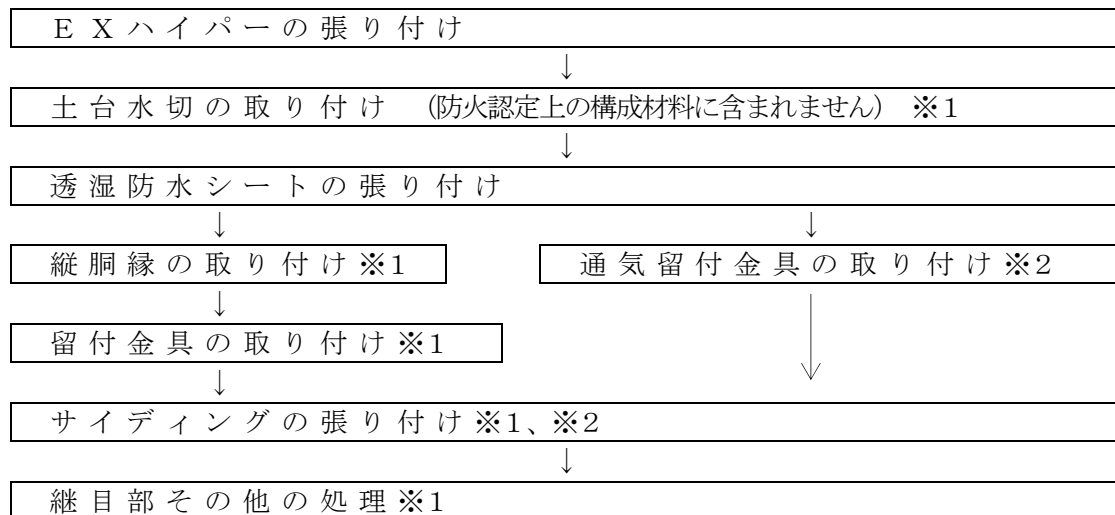 ＥＸハイパーの張り付け
↓
土台水切の取り付け （防火認定上の構成材料に含まれません） ※１
↓
透湿防水シートの張り付け
↓ ↓
縦胴縁の取り付け※１ 通気留付金具の取り付け※２
↓
留付金具の取り付け※１
↓ ↓
サイディングの張り付け※１、※２
↓
継目部その他の処理※１